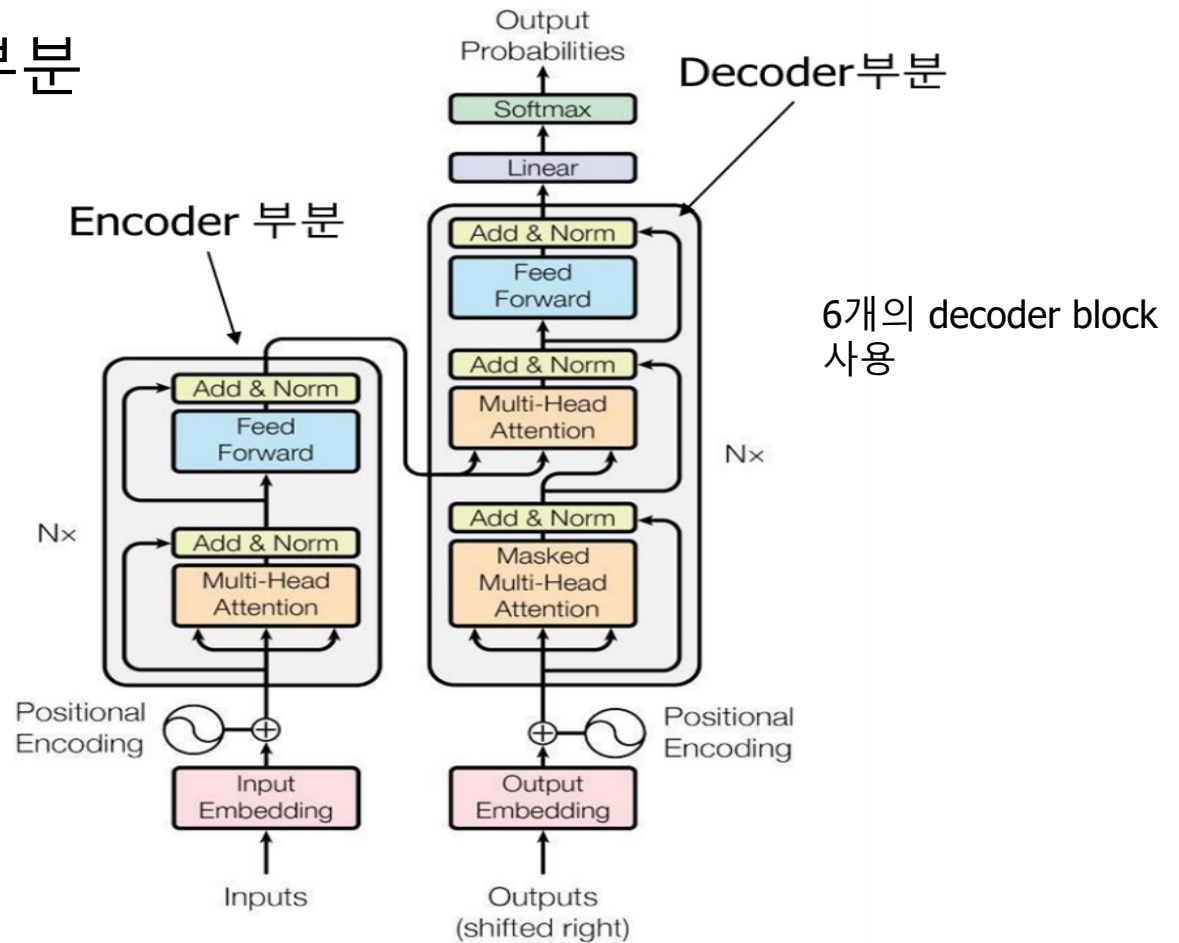 부분
Output
Probabilities
Decoder부분
Softmax
Linear
Encoder 부분
Add & Norm
Feed
Forward
6개의 decoder block
사용
Add & Norm
Multi-Head
Attention
Nx
Add & Norm
Feed
Forward
Nx
Add & Norm
Multi-Head
Attention
Add & Norm
Masked
Multi-Head
Attention
Positional
Encoding
Positional
Encoding
Input
Embedding
Output
Embedding
Inputs
Outputs
(shifted right)